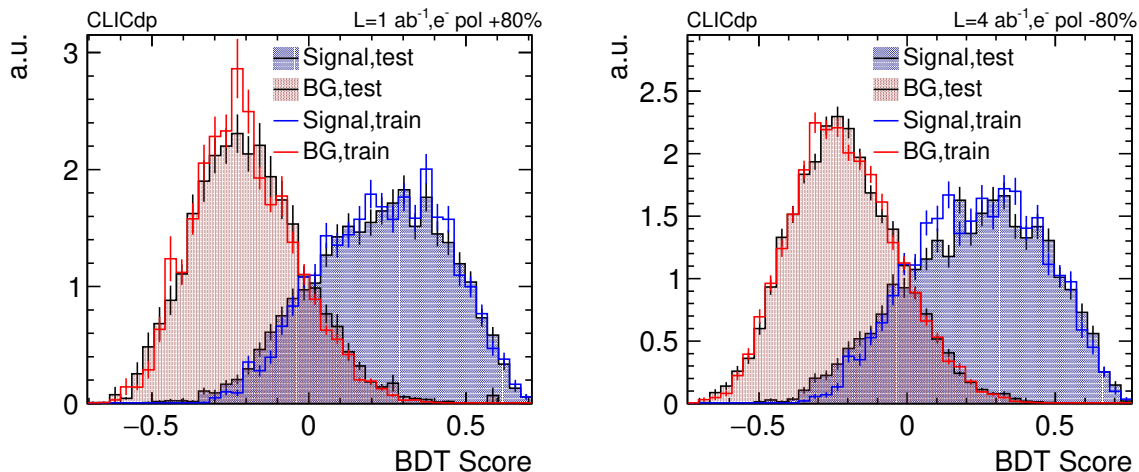 CLICdp L=1 ab⁻¹,e⁻ pol +80%
a.u.
3
2
1
0
Signal,test
BG,test
Signal,train
BG,train
−0.5 0 0.5
BDT Score
CLICdp L=4 ab⁻¹,e⁻ pol -80%
a.u.
2.5
2
1.5
1
0.5
0
Signal,test
BG,test
Signal,train
BG,train
−0.5 0 0.5
BDT Score